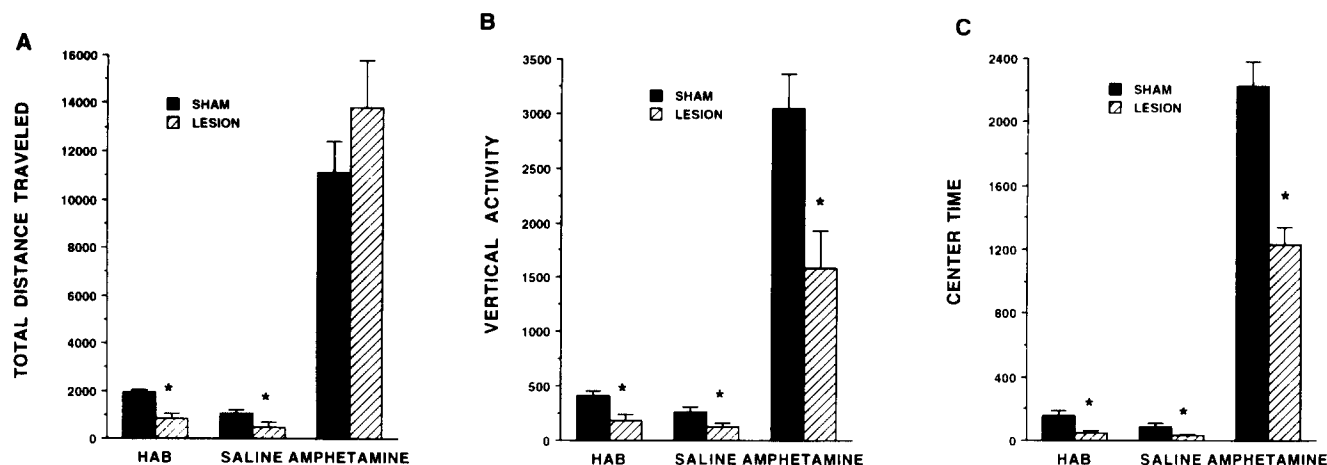 A
TOTAL DISTANCE TRAVELED
16000
14000
12000
10000
8000
6000
4000
2000
0
SHAM
LESION
*
*
HAB SALINE AMPHETAMINE
B
VERTICAL ACTIVITY
3500
3000
2500
2000
1500
1000
500
0
SHAM
LESION
*
*
*
HAB SALINE AMPHETAMINE
C
CENTER TIME
2400
2000
1600
1200
800
400
0
SHAM
LESION
*
*
*
HAB SALINE AMPHETAMINE